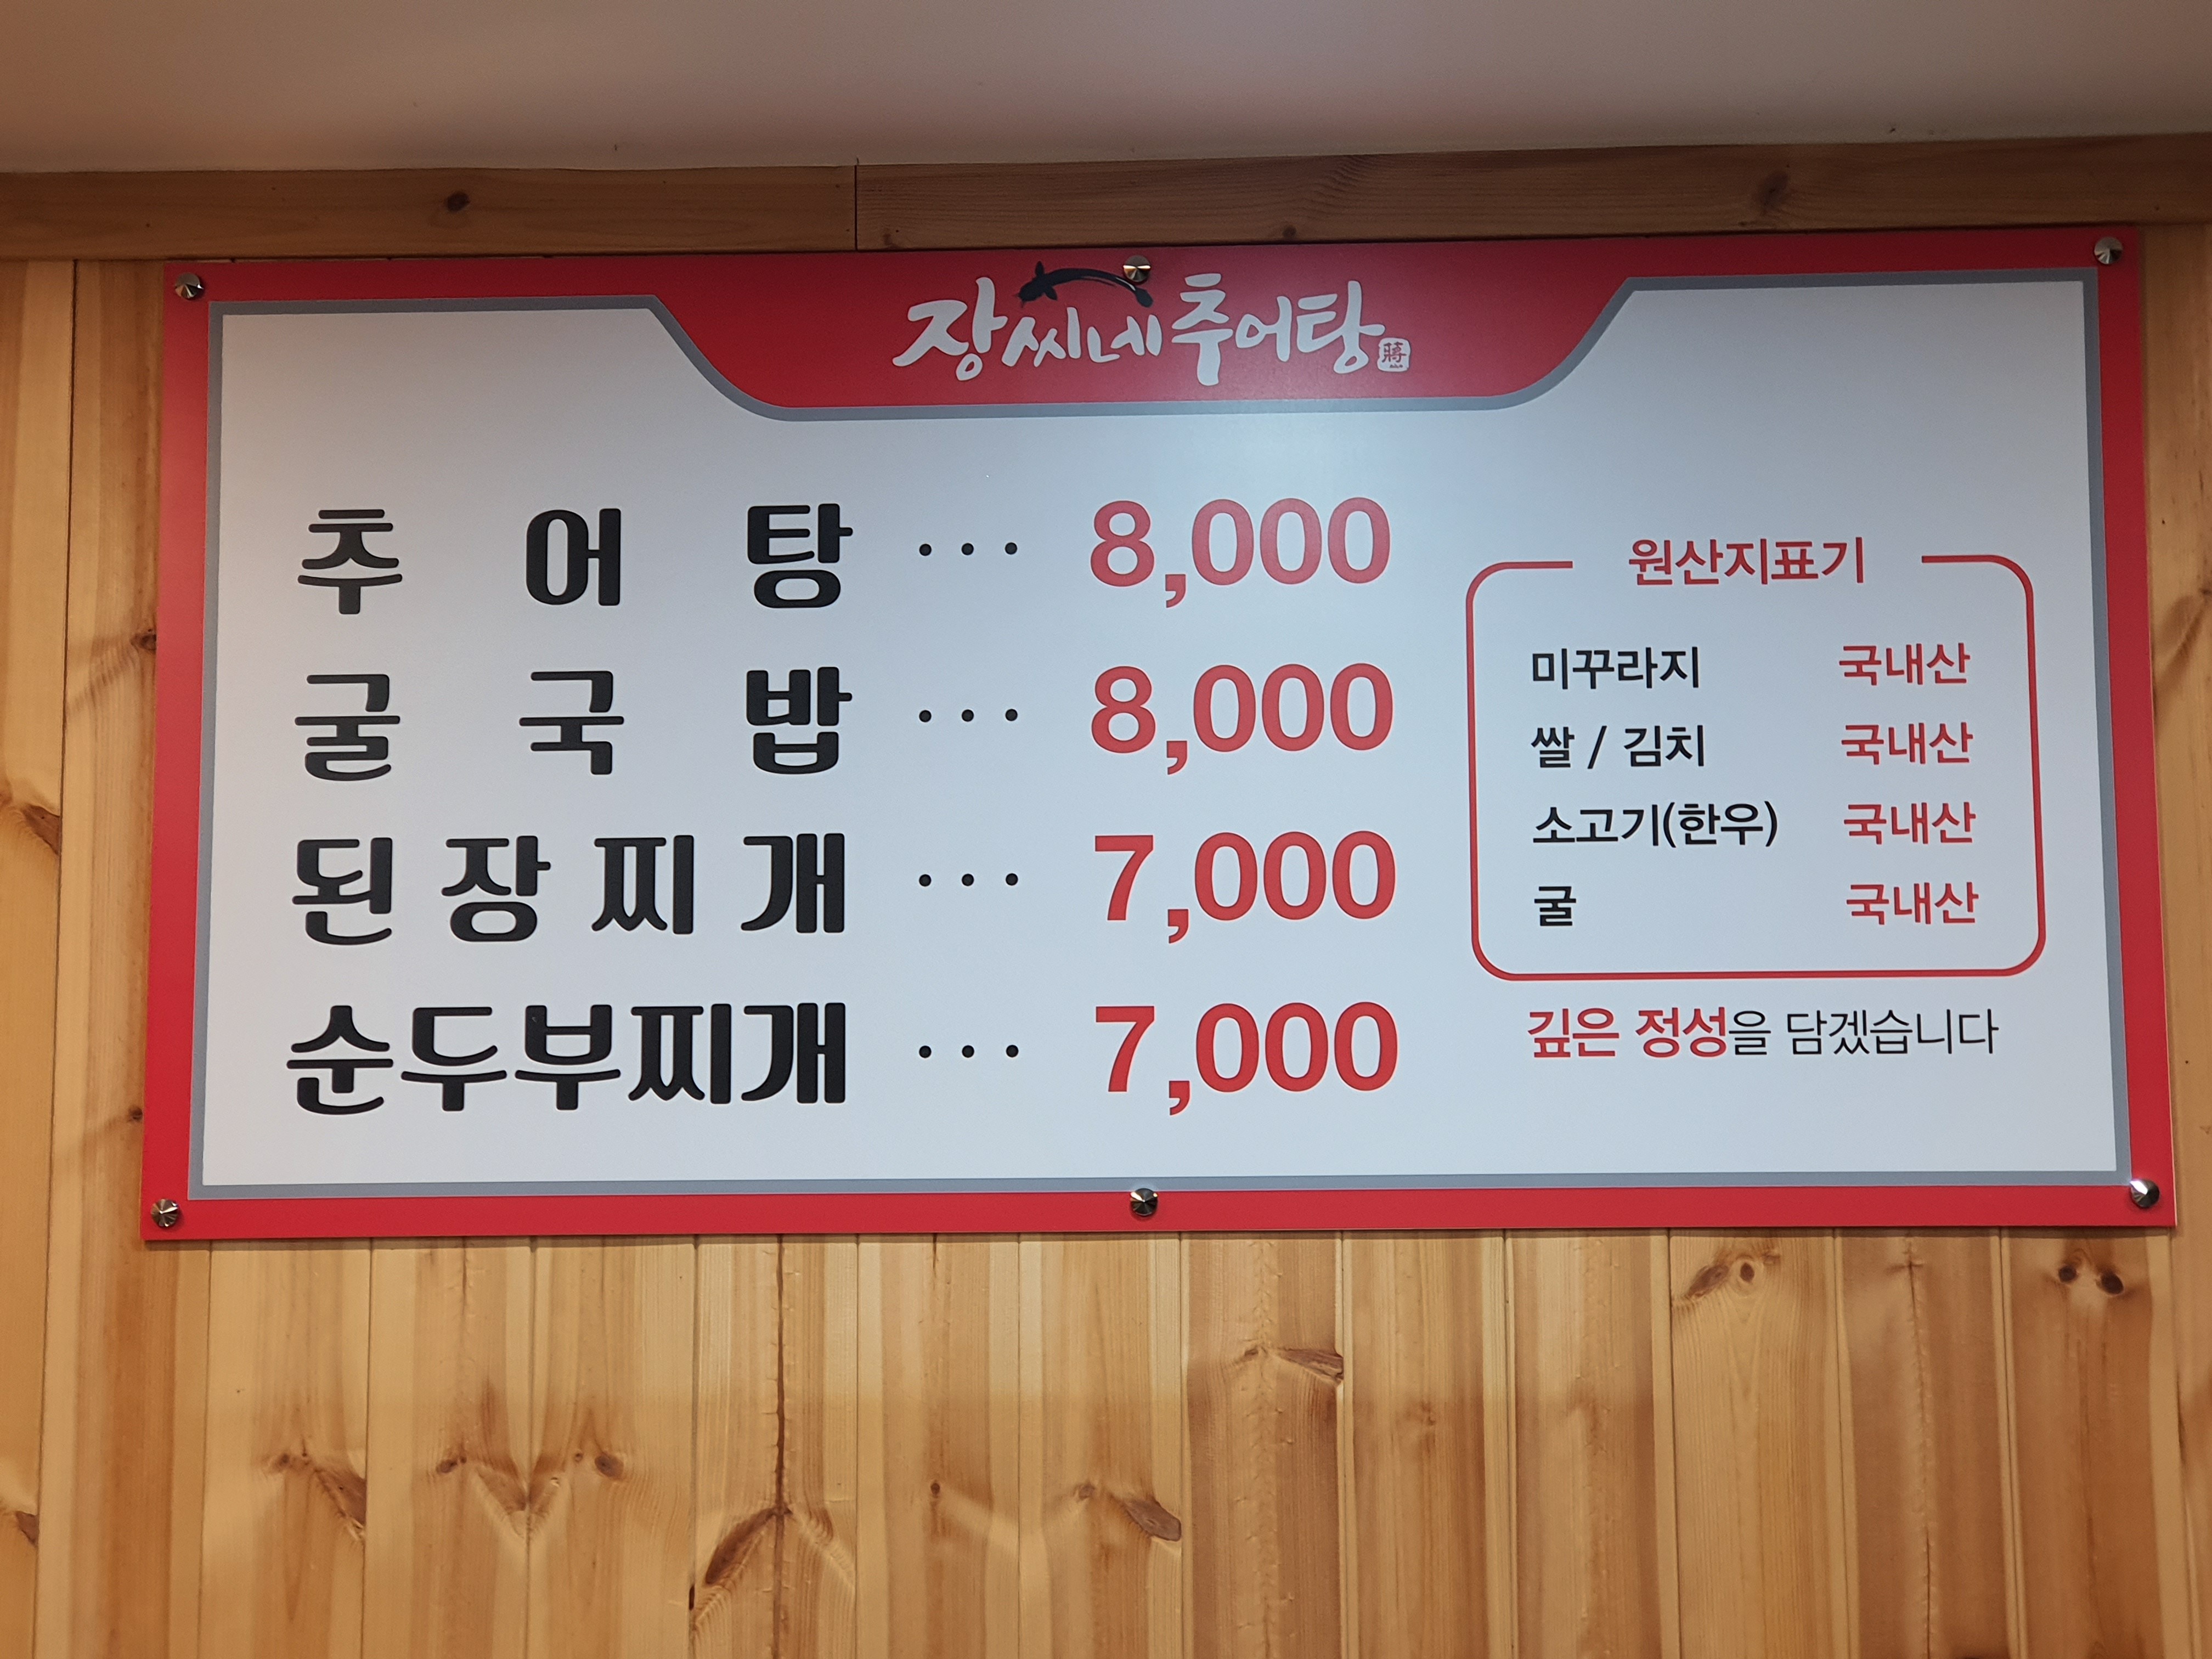 장씨네 추어탕 蔣
추어탕 ··· 8,000
굴국밥 ··· 8,000
된장찌개 ··· 7,000
순두부찌개 ··· 7,000
원산지표기
미꾸라지 국내산
쌀 / 김치 국내산
소고기(한우) 국내산
굴 국내산
깊은 정성을 담겠습니다